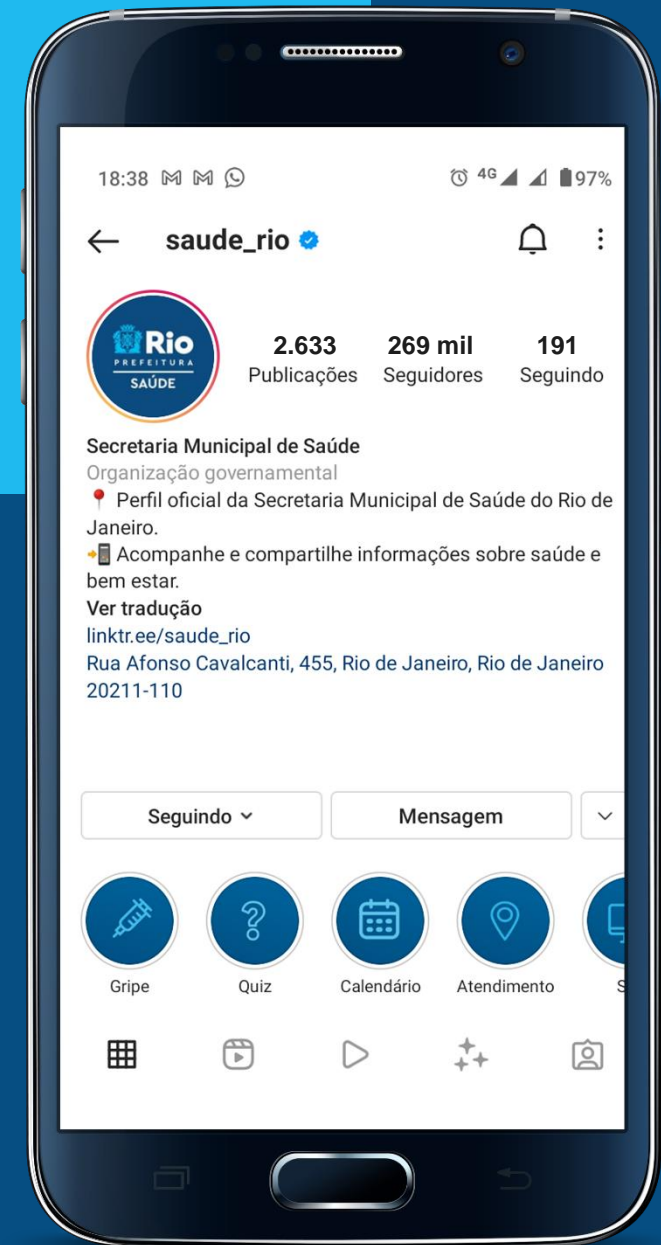 18:38
4G
97%
saude_rio
Rio
PREFEITURA
SAÚDE
2.633
269 mil
191
Publicações
Seguidores
Seguindo
Secretaria Municipal de Saúde
Organização governamental
📍 Perfil oficial da Secretaria Municipal de Saúde do Rio de
Janeiro.
📲 Acompanhe e compartilhe informações sobre saúde e
bem estar.
Ver tradução
linktr.ee/saude_rio
Rua Afonso Cavalcanti, 455, Rio de Janeiro, Rio de Janeiro
20211-110
Seguindo
Mensagem
Gripe
Quiz
Calendário
Atendimento
S